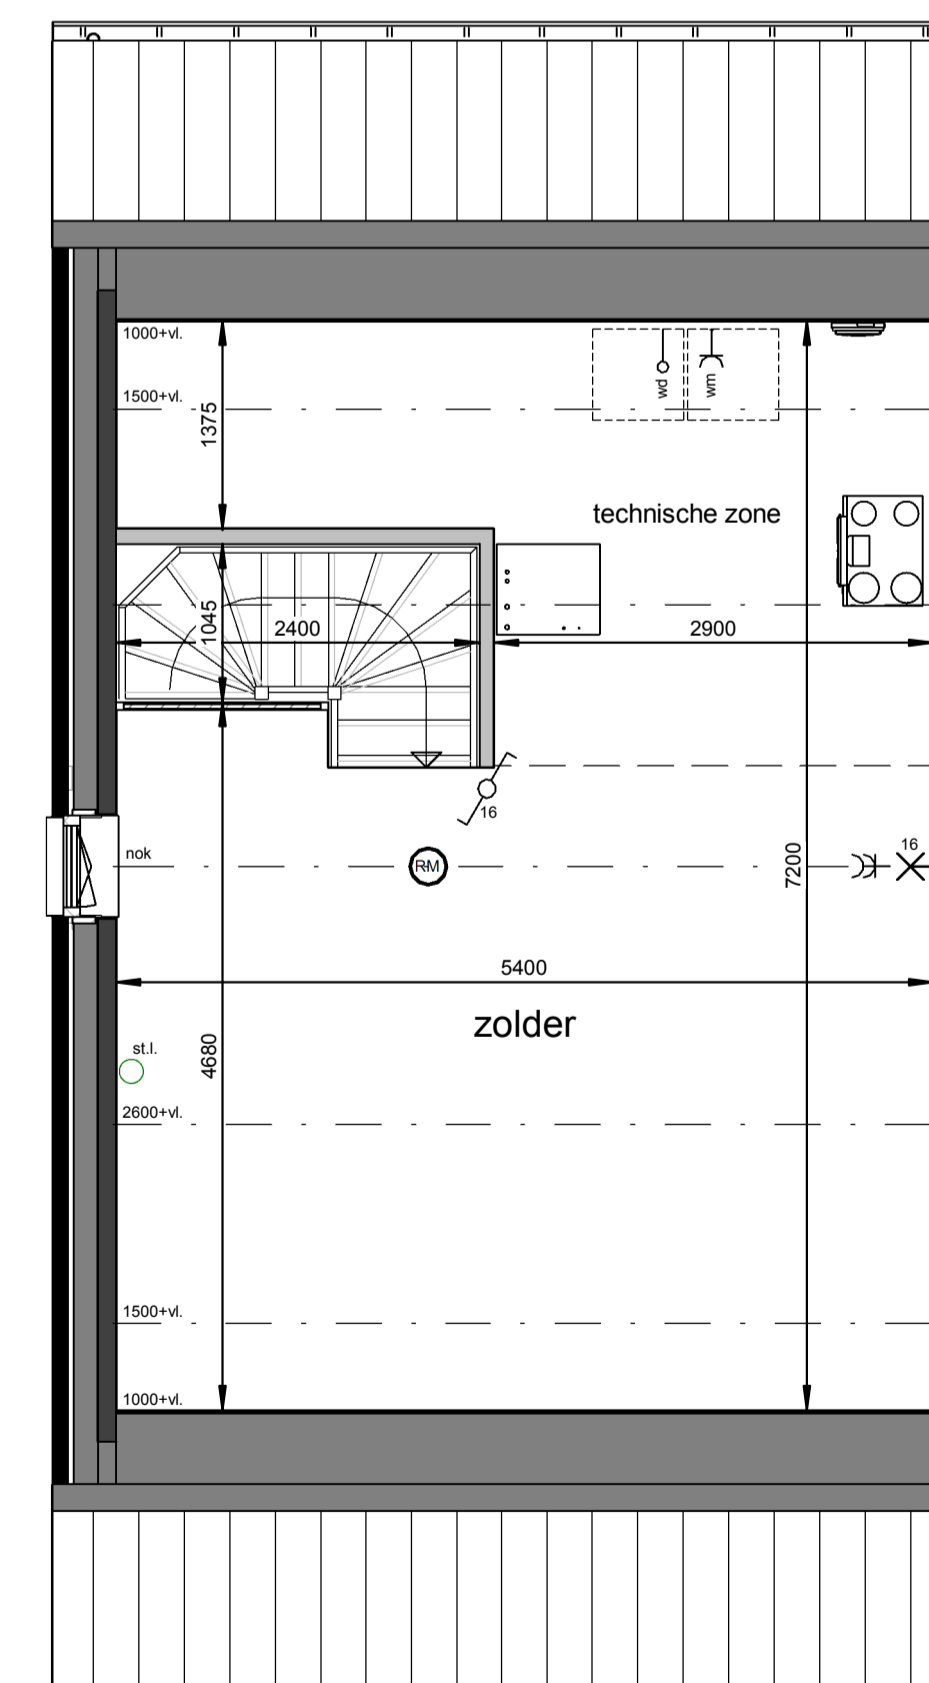 1000+vl.
1500+vl.
1375
wd
wm
technische zone
1045
2400
2900
16
nok
RM
7200
16
5400
zolder
st.l.
4680
2600+vl.
1500+vl.
1000+vl.